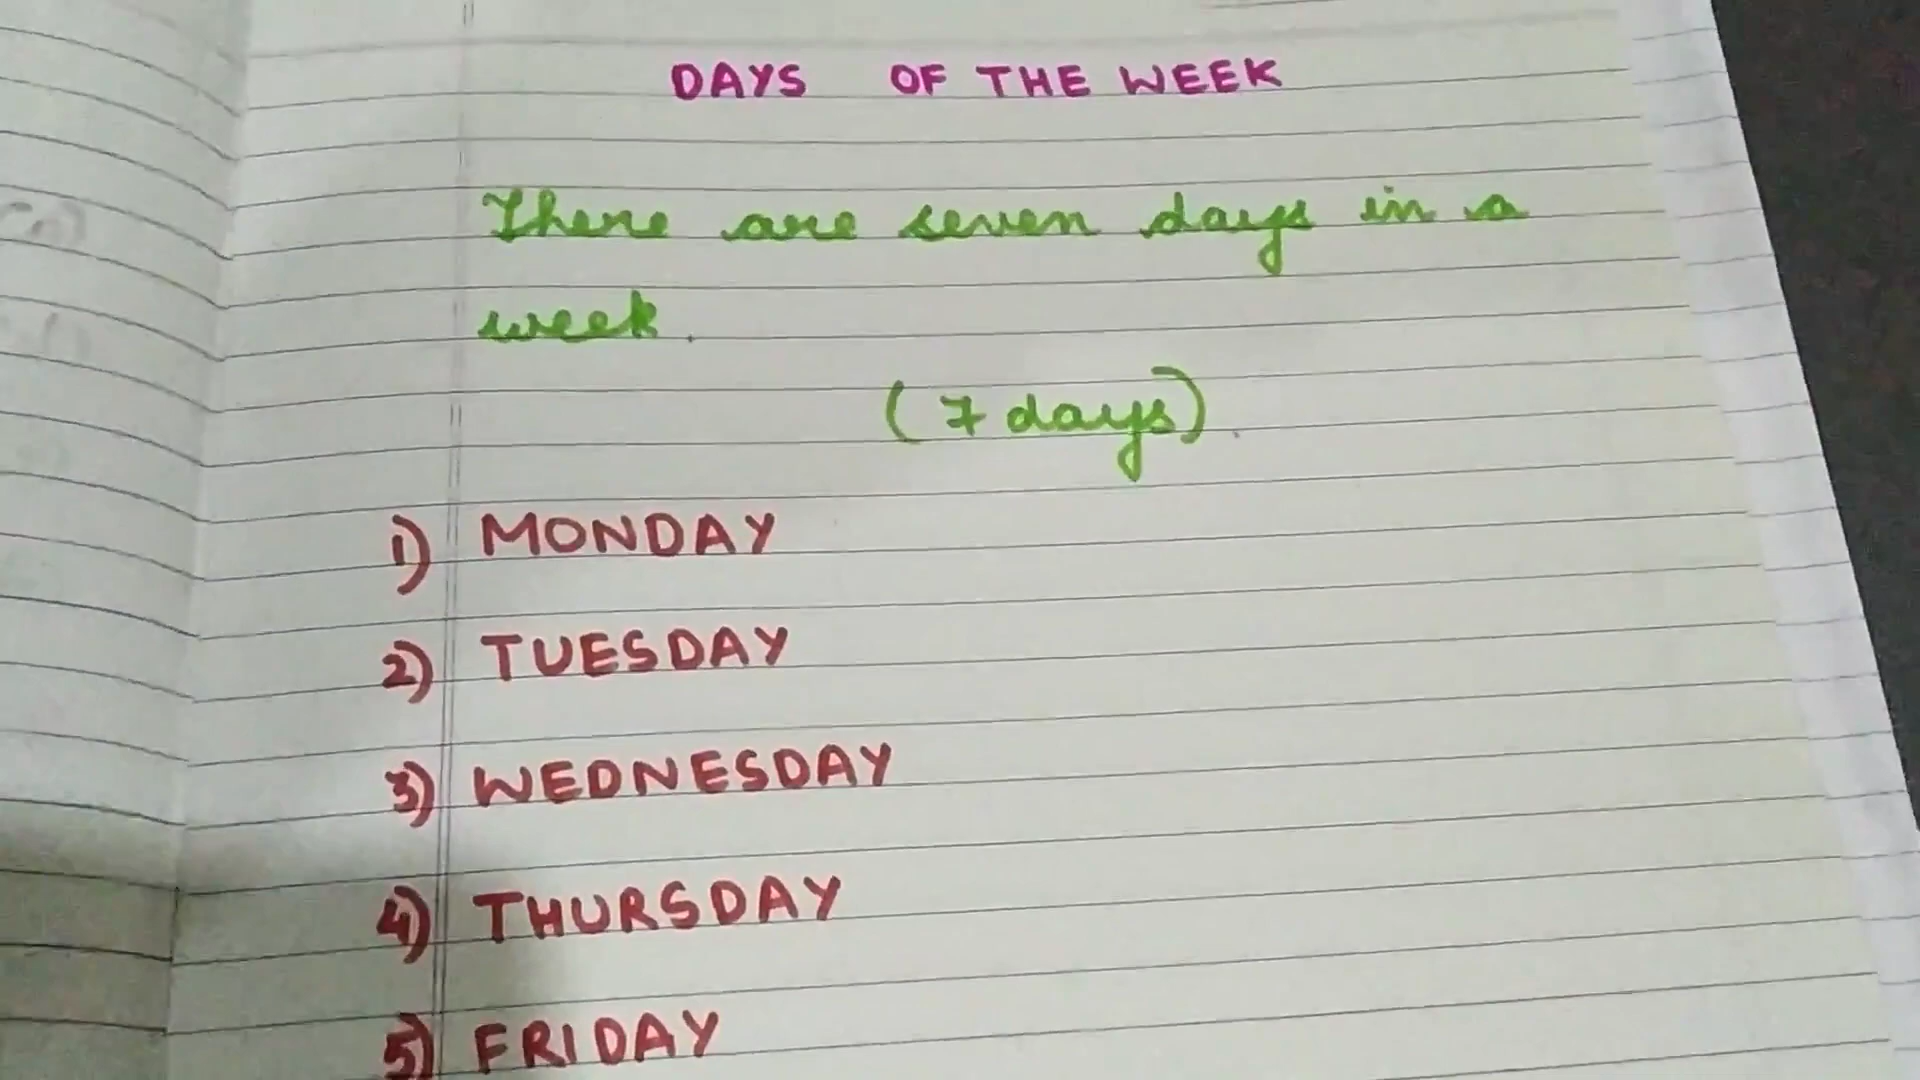 DAYS OF THE WEEK
There are seven days in a
week.
(7 days).
1) MONDAY
2) TUESDAY
3) WEDNESDAY
4) THURSDAY
5) FRIDAY